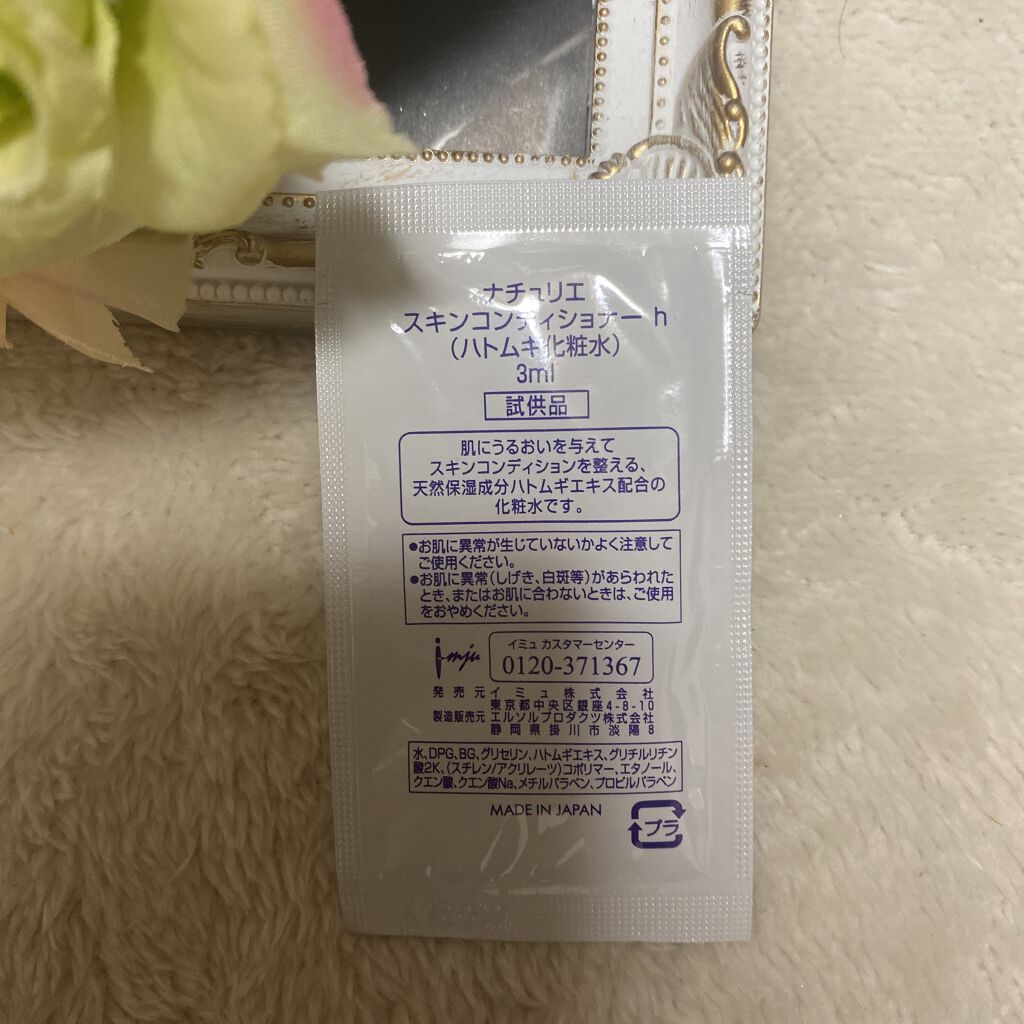 ナチュリエ
スキンコンディショナー h
(ハトムギ化粧水)
3ml
試供品
肌にうるおいを与えて
スキンコンディションを整える、
天然保湿成分ハトムギエキス配合の
化粧水です。
●お肌に異常が生じていないかよく注意して
ご使用ください。
●お肌に異常(しげき、白斑等)があらわれた
とき、またはお肌に合わないときは、ご使用
をおやめください。
imju
イミュ カスタマーセンター
0120-371367
発売元 イミュ株式会社
東京都中央区銀座4-8-10
製造販売元 エルソルプロダクツ株式会社
静岡県掛川市淡陽8
水、DPG、BG、グリセリン、ハトムギエキス、グリチルリチン
酸2K、(スチレン/アクリレーツ)コポリマー、エタノール、
クエン酸、クエン酸Na、メチルパラベン、プロピルパラベン
MADE IN JAPAN
プラ